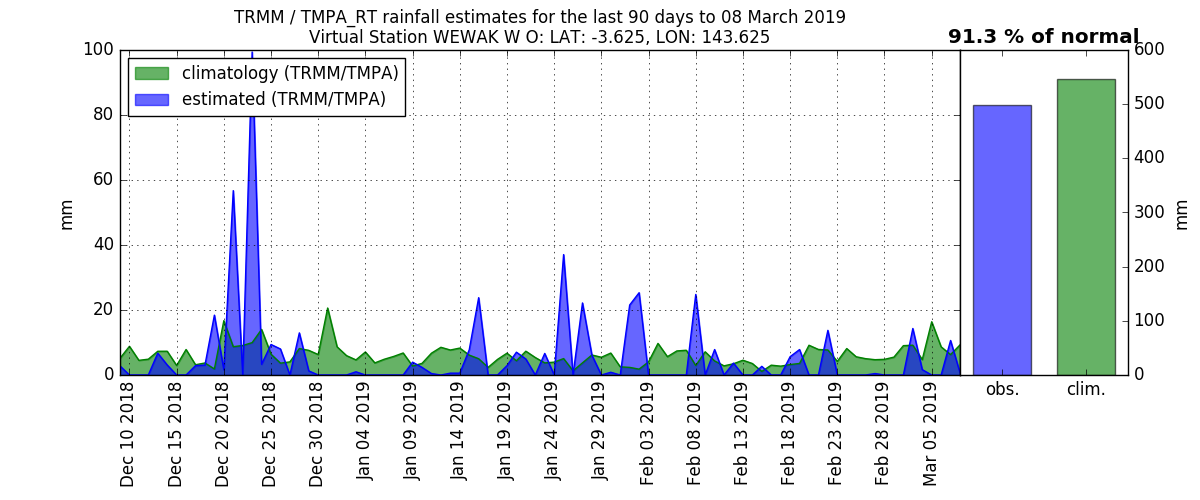 TRMM / TMPA_RT rainfall estimates for the last 90 days to 08 March 2019
Virtual Station WEWAK W O: LAT: -3.625, LON: 143.625
91.3 % of normal
climatology (TRMM/TMPA)
estimated (TRMM/TMPA)
100
80
60
40
20
0
mm
600
500
400
300
200
100
0
mm
Dec 10 2018
Dec 15 2018
Dec 20 2018
Dec 25 2018
Dec 30 2018
Jan 04 2019
Jan 09 2019
Jan 14 2019
Jan 19 2019
Jan 24 2019
Jan 29 2019
Feb 03 2019
Feb 08 2019
Feb 13 2019
Feb 18 2019
Feb 23 2019
Feb 28 2019
Mar 05 2019
obs.
clim.